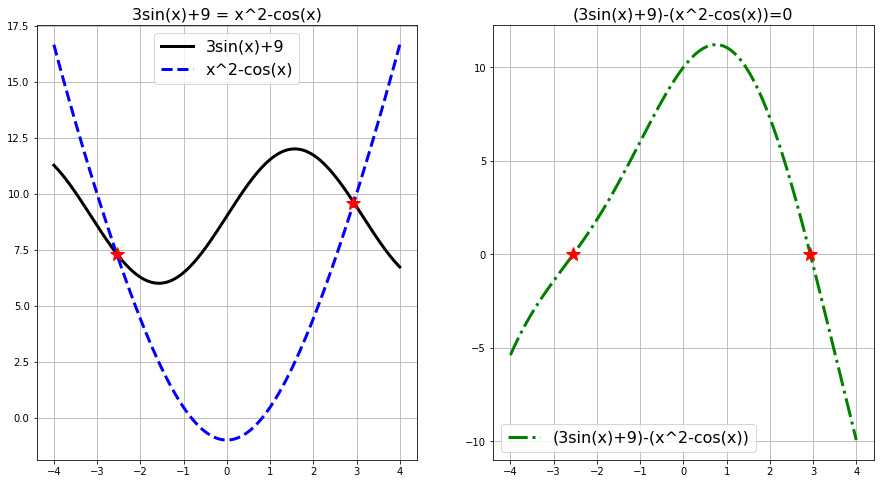 3sin(x)+9 = x^2-cos(x)
17.5
15.0
12.5
10.0
7.5
5.0
2.5
0.0
−4 −3 −2 −1 0 1 2 3 4
3sin(x)+9
x^2-cos(x)
(3sin(x)+9)-(x^2-cos(x))=0
10
5
0
−5
−10
−4 −3 −2 −1 0 1 2 3 4
(3sin(x)+9)-(x^2-cos(x))